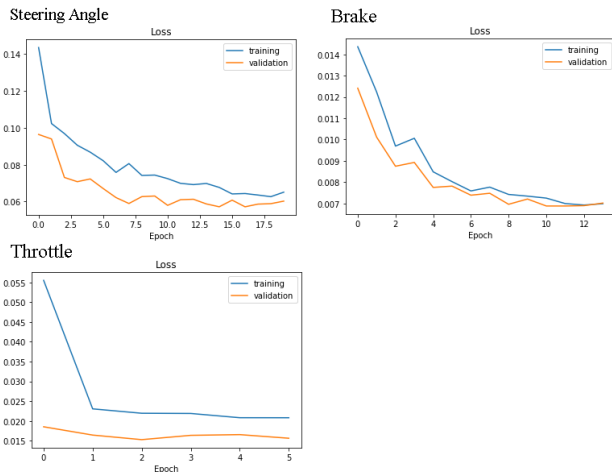 Steering Angle
Loss
training
validation
0.14
0.12
0.10
0.08
0.06
0.0 2.5 5.0 7.5 10.0 12.5 15.0 17.5
Epoch
Brake
Loss
training
validation
0.014
0.013
0.012
0.011
0.010
0.009
0.008
0.007
0 2 4 6 8 10 12
Epoch
Throttle
Loss
training
validation
0.055
0.050
0.045
0.040
0.035
0.030
0.025
0.020
0.015
0 1 2 3 4 5
Epoch